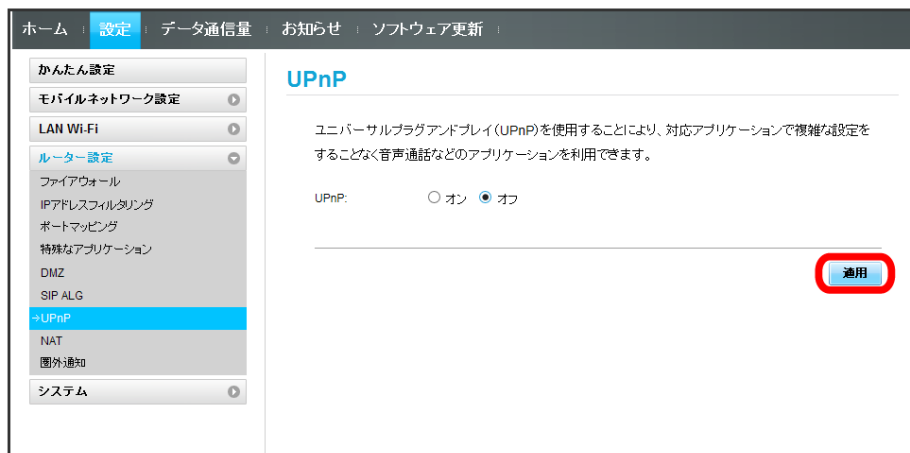 ホーム 設定 データ通信量 お知らせ ソフトウェア更新
かんたん設定
モバイルネットワーク設定
LAN Wi-Fi
ルーター設定
ファイアウォール
IPアドレスフィルタリング
ポートマッピング
特殊なアプリケーション
DMZ
SIP ALG
→UPnP
NAT
圏外通知
システム
UPnP
ユニバーサルプラグアンドプレイ(UPnP)を使用することにより、対応アプリケーションで複雑な設定を
することなく音声通話などのアプリケーションを利用できます。
UPnP: オン オフ
適用